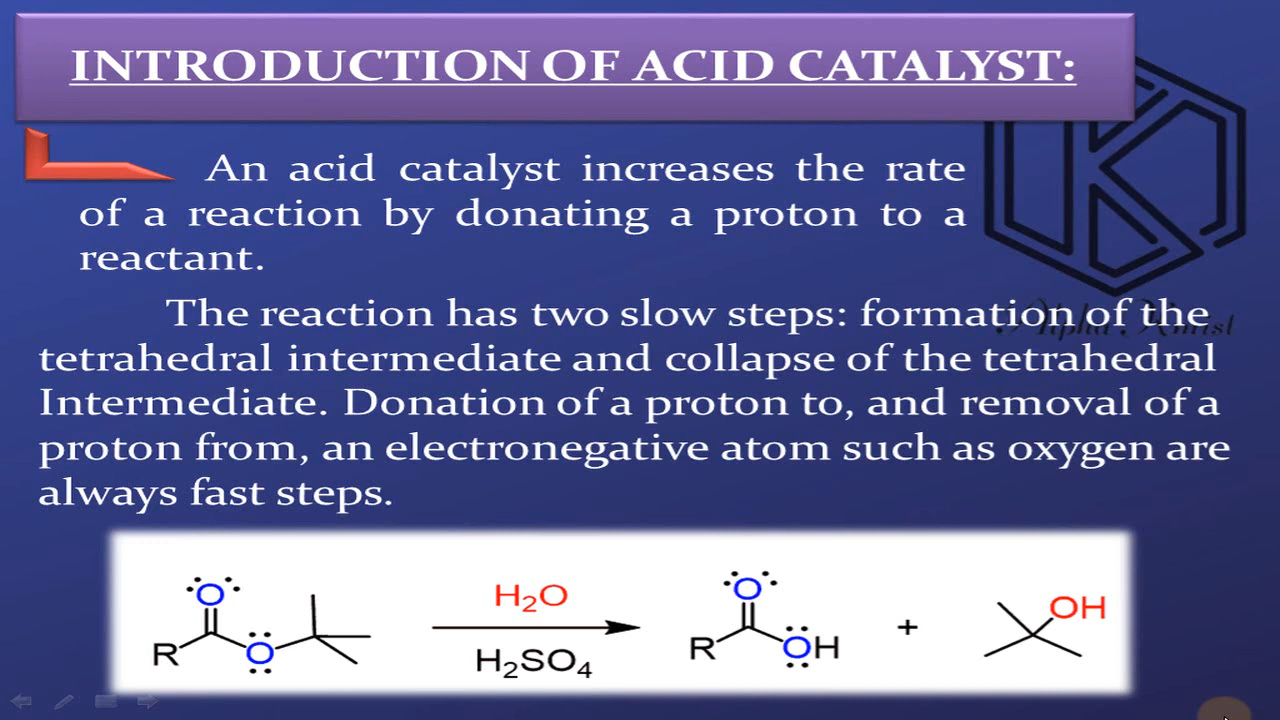 INTRODUCTION OF ACID CATALYST:
An acid catalyst increases the rate
of a reaction by donating a proton to a
reactant.
The reaction has two slow steps: formation of the
tetrahedral intermediate and collapse of the tetrahedral
Intermediate. Donation of a proton to, and removal of a
proton from, an electronegative atom such as oxygen are
always fast steps.
O
R
O
H₂O
H₂SO₄
O
R
OH
+
OH